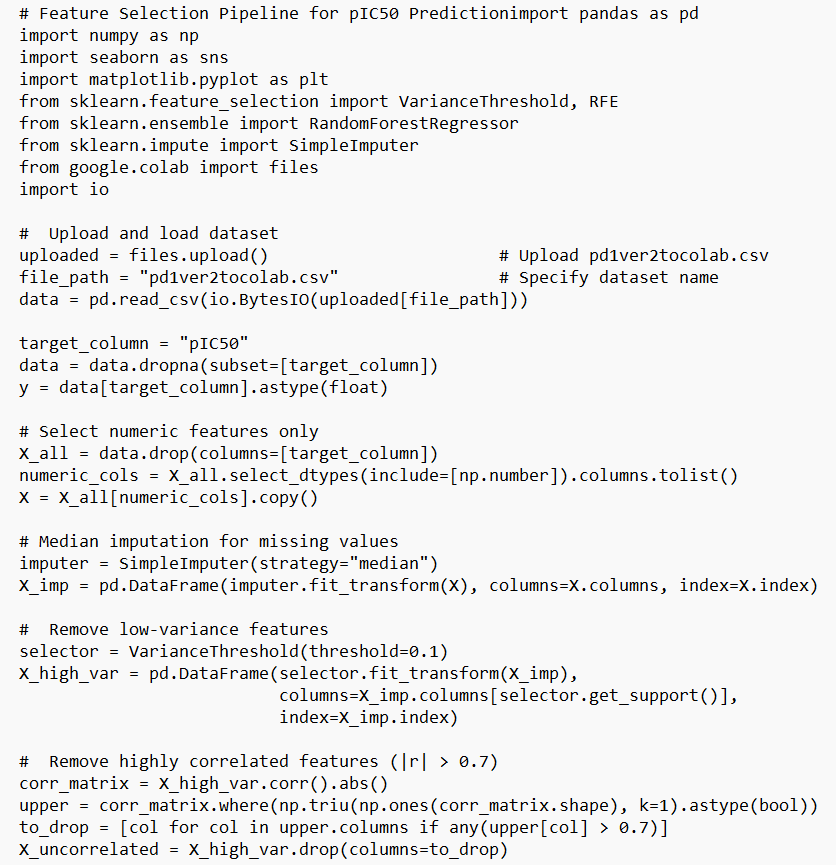 # Feature Selection Pipeline for pIC50 Predictionimport pandas as pd
import numpy as np
import seaborn as sns
import matplotlib.pyplot as plt
from sklearn.feature_selection import VarianceThreshold, RFE
from sklearn.ensemble import RandomForestRegressor
from sklearn.impute import SimpleImputer
from google.colab import files
import io

#  Upload and load dataset
uploaded = files.upload()                       # Upload pd1ver2tocolab.csv
file_path = "pd1ver2tocolab.csv"                # Specify dataset name
data = pd.read_csv(io.BytesIO(uploaded[file_path]))

target_column = "pIC50"
data = data.dropna(subset=[target_column])
y = data[target_column].astype(float)

# Select numeric features only
X_all = data.drop(columns=[target_column])
numeric_cols = X_all.select_dtypes(include=[np.number]).columns.tolist()
X = X_all[numeric_cols].copy()

# Median imputation for missing values
imputer = SimpleImputer(strategy="median")
X_imp = pd.DataFrame(imputer.fit_transform(X), columns=X.columns, index=X.index)

#  Remove low-variance features
selector = VarianceThreshold(threshold=0.1)
X_high_var = pd.DataFrame(selector.fit_transform(X_imp),
                          columns=X_imp.columns[selector.get_support()],
                          index=X_imp.index)

#  Remove highly correlated features (|r| > 0.7)
corr_matrix = X_high_var.corr().abs()
upper = corr_matrix.where(np.triu(np.ones(corr_matrix.shape), k=1).astype(bool))
to_drop = [col for col in upper.columns if any(upper[col] > 0.7)]
X_uncorrelated = X_high_var.drop(columns=to_drop)